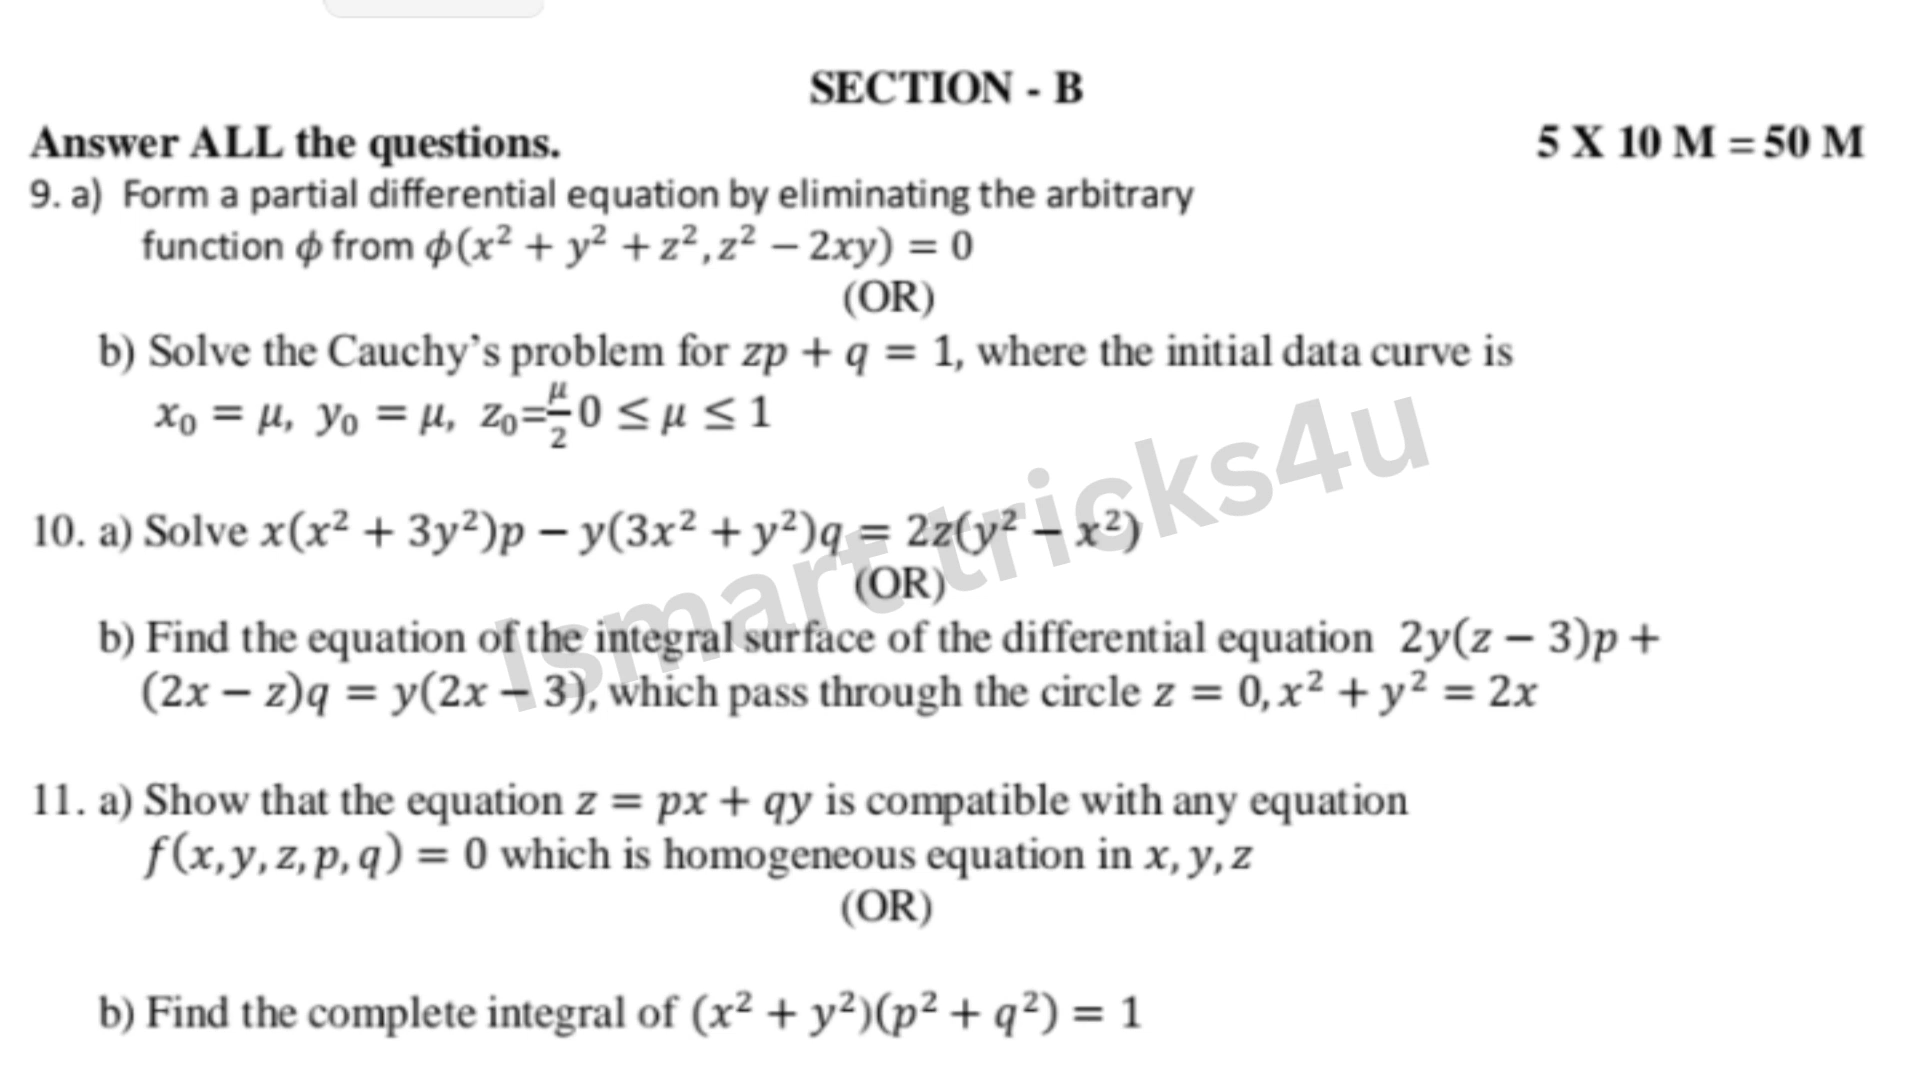 SECTION - B
Answer ALL the questions. 5 X 10 M = 50 M
9. a) Form a partial differential equation by eliminating the arbitrary
function ϕ from ϕ(x² + y² + z², z² − 2xy) = 0
(OR)
b) Solve the Cauchy's problem for zp + q = 1, where the initial data curve is
x₀ = μ, y₀ = μ, z₀=μ/2 0 ≤ μ ≤ 1
10. a) Solve x(x² + 3y²)p − y(3x² + y²)q = 2z(y² − x²)
(OR)
b) Find the equation of the integral surface of the differential equation 2y(z − 3)p +
(2x − z)q = y(2x − 3), which pass through the circle z = 0, x² + y² = 2x
11. a) Show that the equation z = px + qy is compatible with any equation
f(x, y, z, p, q) = 0 which is homogeneous equation in x, y, z
(OR)
b) Find the complete integral of (x² + y²)(p² + q²) = 1
Ismart tricks4u